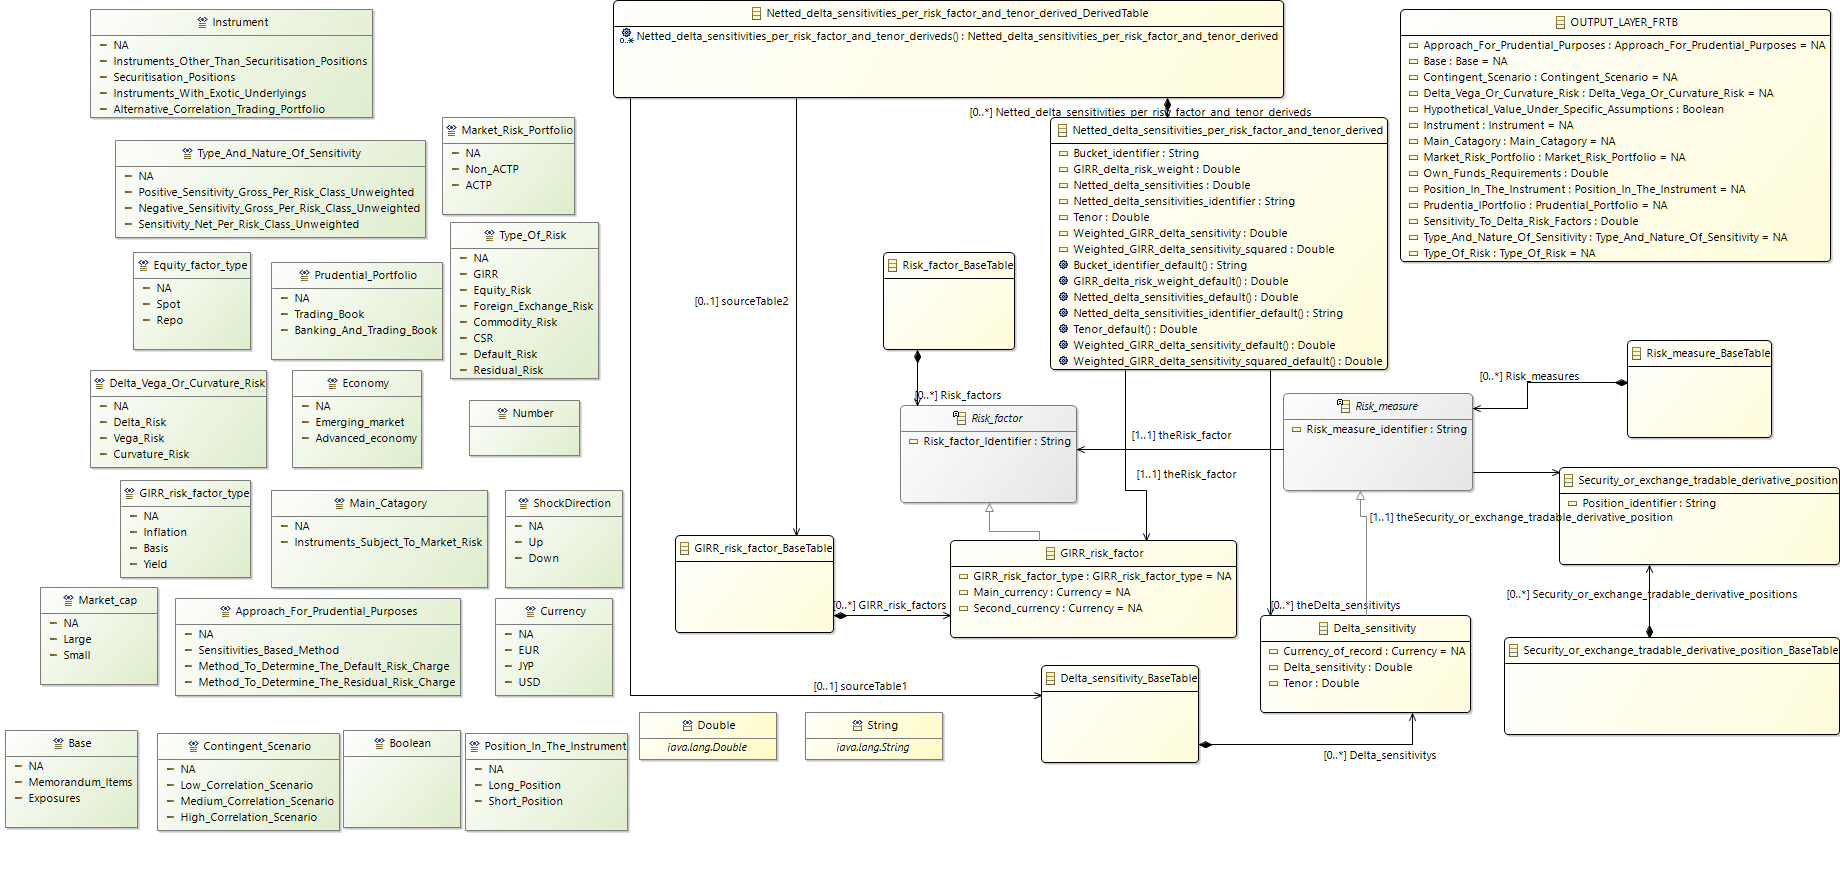 Instrument
NA
Instruments_Other_Than_Securitisation_Positions
Securitisation_Positions
Instruments_With_Exotic_Underlyings
Alternative_Correlation_Trading_Portfolio
Market_Risk_Portfolio
NA
Non_ACTP
ACTP
Type_And_Nature_Of_Sensitivity
NA
Positive_Sensitivity_Gross_Per_Risk_Class_Unweighted
Negative_Sensitivity_Gross_Per_Risk_Class_Unweighted
Sensitivity_Net_Per_Risk_Class_Unweighted
Type_Of_Risk
NA
GIRR
Equity_Risk
Foreign_Exchange_Risk
Commodity_Risk
CSR
Default_Risk
Residual_Risk
Equity_factor_type
NA
Spot
Repo
Prudential_Portfolio
NA
Trading_Book
Banking_And_Trading_Book
Delta_Vega_Or_Curvature_Risk
NA
Delta_Risk
Vega_Risk
Curvature_Risk
Economy
NA
Emerging_market
Advanced_economy
Number
GIRR_risk_factor_type
NA
Inflation
Basis
Yield
Main_Catagory
NA
Instruments_Subject_To_Market_Risk
ShockDirection
NA
Up
Down
Market_cap
NA
Large
Small
Approach_For_Prudential_Purposes
NA
Sensitivities_Based_Method
Method_To_Determine_The_Default_Risk_Charge
Method_To_Determine_The_Residual_Risk_Charge
Currency
NA
EUR
JYP
USD
Base
NA
Memorandum_Items
Exposures
Contingent_Scenario
NA
Low_Correlation_Scenario
Medium_Correlation_Scenario
High_Correlation_Scenario
Boolean
Position_In_The_Instrument
NA
Long_Position
Short_Position
Double
java.lang.Double
String
java.lang.String
Netted_delta_sensitivities_per_risk_factor_and_tenor_derived_DerivedTable
0..*
Netted_delta_sensitivities_per_risk_factor_and_tenor_deriveds() : Netted_delta_sensitivities_per_risk_factor_and_tenor_derived
[0..*] Netted_delta_sensitivities_per_risk_factor_and_tenor_deriveds
Netted_delta_sensitivities_per_risk_factor_and_tenor_derived
Bucket_identifier : String
GIRR_delta_risk_weight : Double
Netted_delta_sensitivities : Double
Netted_delta_sensitivities_identifier : String
Tenor : Double
Weighted_GIRR_delta_sensitivity : Double
Weighted_GIRR_delta_sensitivity_squared : Double
Bucket_identifier_default() : String
GIRR_delta_risk_weight_default() : Double
Netted_delta_sensitivities_default() : Double
Netted_delta_sensitivities_identifier_default() : String
Tenor_default() : Double
Weighted_GIRR_delta_sensitivity_default() : Double
Weighted_GIRR_delta_sensitivity_squared_default() : Double
OUTPUT_LAYER_FRTB
Approach_For_Prudential_Purposes : Approach_For_Prudential_Purposes = NA
Base : Base = NA
Contingent_Scenario : Contingent_Scenario = NA
Delta_Vega_Or_Curvature_Risk : Delta_Vega_Or_Curvature_Risk = NA
Hypothetical_Value_Under_Specific_Assumptions : Boolean
Instrument : Instrument = NA
Main_Catagory : Main_Catagory = NA
Market_Risk_Portfolio : Market_Risk_Portfolio = NA
Own_Funds_Requirements : Double
Position_In_The_Instrument : Position_In_The_Instrument = NA
Prudentia_lPortfolio : Prudential_Portfolio = NA
Sensitivity_To_Delta_Risk_Factors : Double
Type_And_Nature_Of_Sensitivity : Type_And_Nature_Of_Sensitivity = NA
Type_Of_Risk : Type_Of_Risk = NA
Risk_factor_BaseTable
[0..1] sourceTable2
[0..*] Risk_factors
Risk_factor
Risk_factor_Identifier : String
[1..1] theRisk_factor
[1..1] theRisk_factor
Risk_measure
Risk_measure_identifier : String
[0..*] Risk_measures
Risk_measure_BaseTable
Security_or_exchange_tradable_derivative_position
Position_identifier : String
[1..1] theSecurity_or_exchange_tradable_derivative_position
GIRR_risk_factor_BaseTable
[0..*] GIRR_risk_factors
GIRR_risk_factor
GIRR_risk_factor_type : GIRR_risk_factor_type = NA
Main_currency : Currency = NA
Second_currency : Currency = NA
[0..*] theDelta_sensitivitys
Delta_sensitivity
Currency_of_record : Currency = NA
Delta_sensitivity : Double
Tenor : Double
[0..*] Security_or_exchange_tradable_derivative_positions
Security_or_exchange_tradable_derivative_position_BaseTable
[0..1] sourceTable1
Delta_sensitivity_BaseTable
[0..*] Delta_sensitivitys